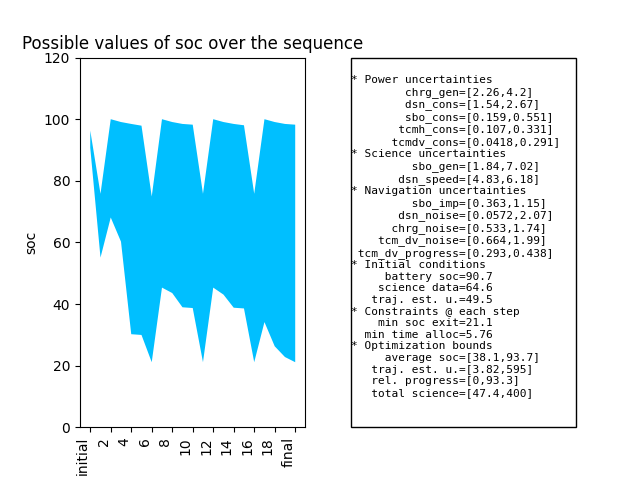 Possible values of soc over the sequence
120
100
80
60
40
20
0
soc
initial
2
4
6
8
10
12
14
16
18
final
* Power uncertainties
chrg_gen=[2.26,4.2]
dsn_cons=[1.54,2.67]
sbo_cons=[0.159,0.551]
tcmh_cons=[0.107,0.331]
tcmdv_cons=[0.0418,0.291]
* Science uncertainties
sbo_gen=[1.84,7.02]
dsn_speed=[4.83,6.18]
* Navigation uncertainties
sbo_imp=[0.363,1.15]
dsn_noise=[0.0572,2.07]
chrg_noise=[0.533,1.74]
tcm_dv_noise=[0.664,1.99]
tcm_dv_progress=[0.293,0.438]
* Initial conditions
battery soc=90.7
science data=64.6
traj. est. u.=49.5
* Constraints @ each step
min soc exit=21.1
min time alloc=5.76
* Optimization bounds
average soc=[38.1,93.7]
traj. est. u.=[3.82,595]
rel. progress=[0,93.3]
total science=[47.4,400]